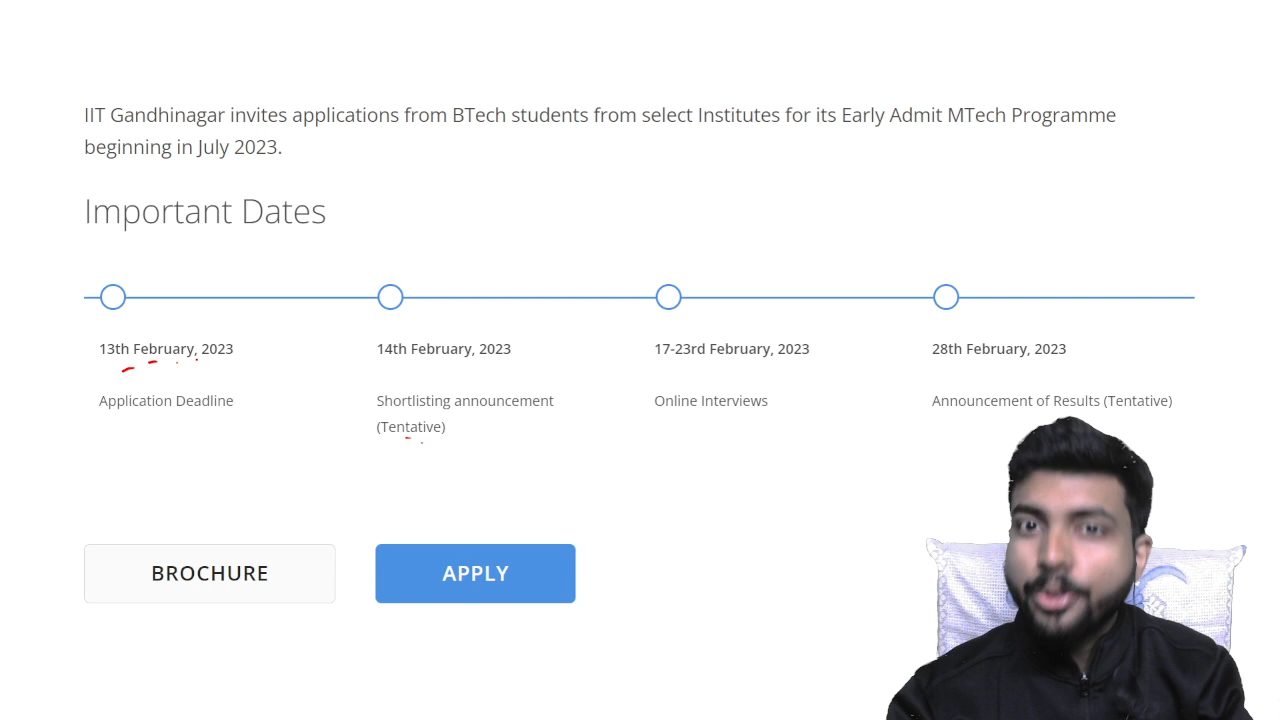 IIT Gandhinagar invites applications from BTech students from select Institutes for its Early Admit MTech Programme
beginning in July 2023.
Important Dates
13th February, 2023
14th February, 2023
17-23rd February, 2023
28th February, 2023
Application Deadline
Shortlisting announcement
(Tentative)
Online Interviews
Announcement of Results (Tentative)
BROCHURE
APPLY